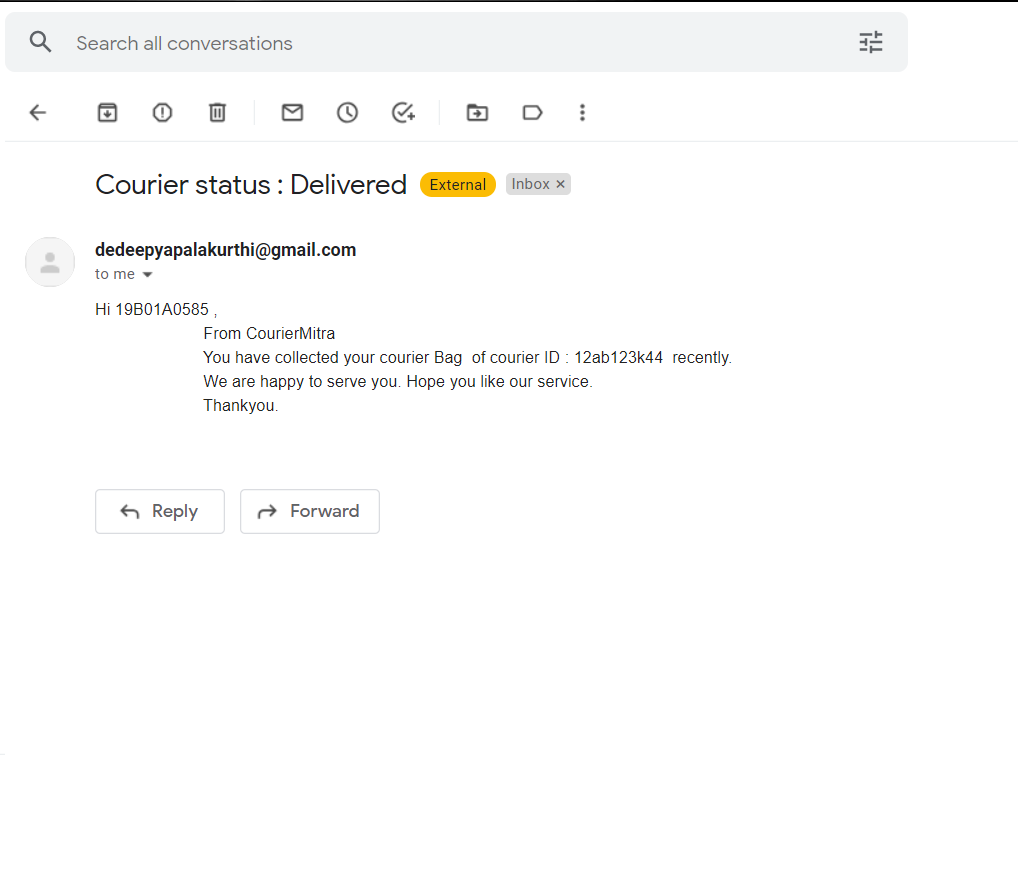 Search all conversations
Courier status : Delivered External Inbox ×
dedeepyapalakurthi@gmail.com
to me
Hi 19B01A0585 ,
From CourierMitra
You have collected your courier Bag  of courier ID : 12ab123k44  recently.
We are happy to serve you. Hope you like our service.
Thankyou.
Reply Forward